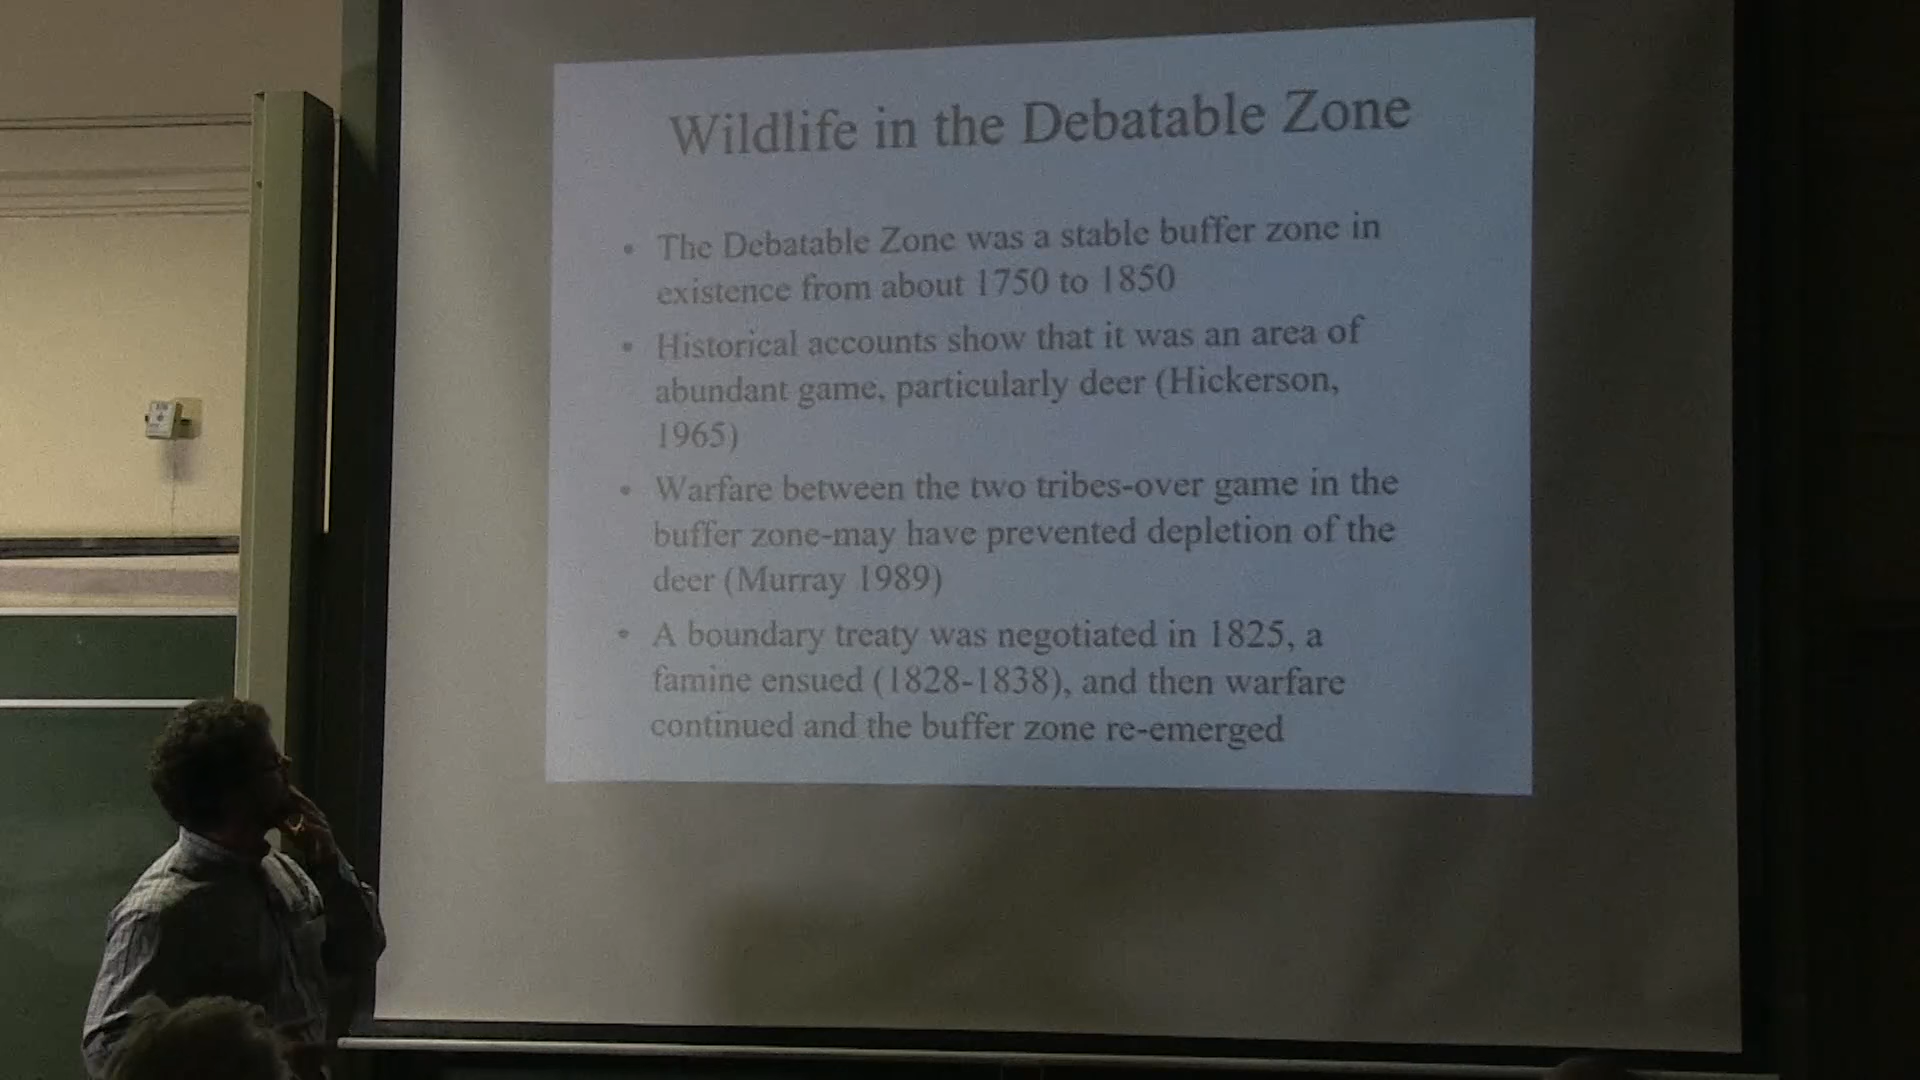 Wildlife in the Debatable Zone
• The Debatable Zone was a stable buffer zone in
existence from about 1750 to 1850
• Historical accounts show that it was an area of
abundant game, particularly deer (Hickerson,
1965)
• Warfare between the two tribes-over game in the
buffer zone-may have prevented depletion of the
deer (Murray 1989)
• A boundary treaty was negotiated in 1825, a
famine ensued (1828-1838), and then warfare
continued and the buffer zone re-emerged